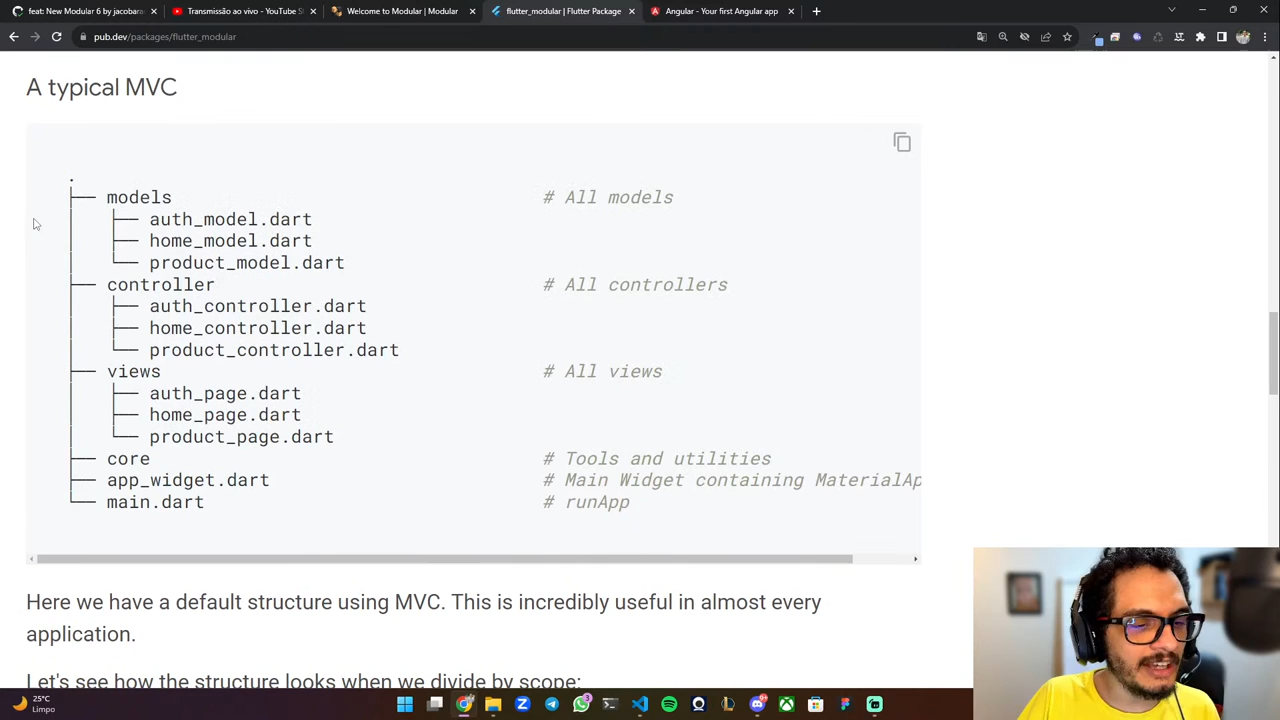 feat: New Modular 6 by jacobara
Transmissão ao vivo - YouTube St
Welcome to Modular | Modular
flutter_modular | Flutter Package
Angular - Your first Angular app
pub.dev/packages/flutter_modular
A typical MVC
.
├── models # All models
│ ├── auth_model.dart
│ ├── home_model.dart
│ └── product_model.dart
├── controller # All controllers
│ ├── auth_controller.dart
│ ├── home_controller.dart
│ └── product_controller.dart
├── views # All views
│ ├── auth_page.dart
│ ├── home_page.dart
│ └── product_page.dart
├── core # Tools and utilities
├── app_widget.dart # Main Widget containing MaterialAp
└── main.dart # runApp
Here we have a default structure using MVC. This is incredibly useful in almost every
application.
Let's see how the structure looks when we divide by scope:
25°C
Limpo